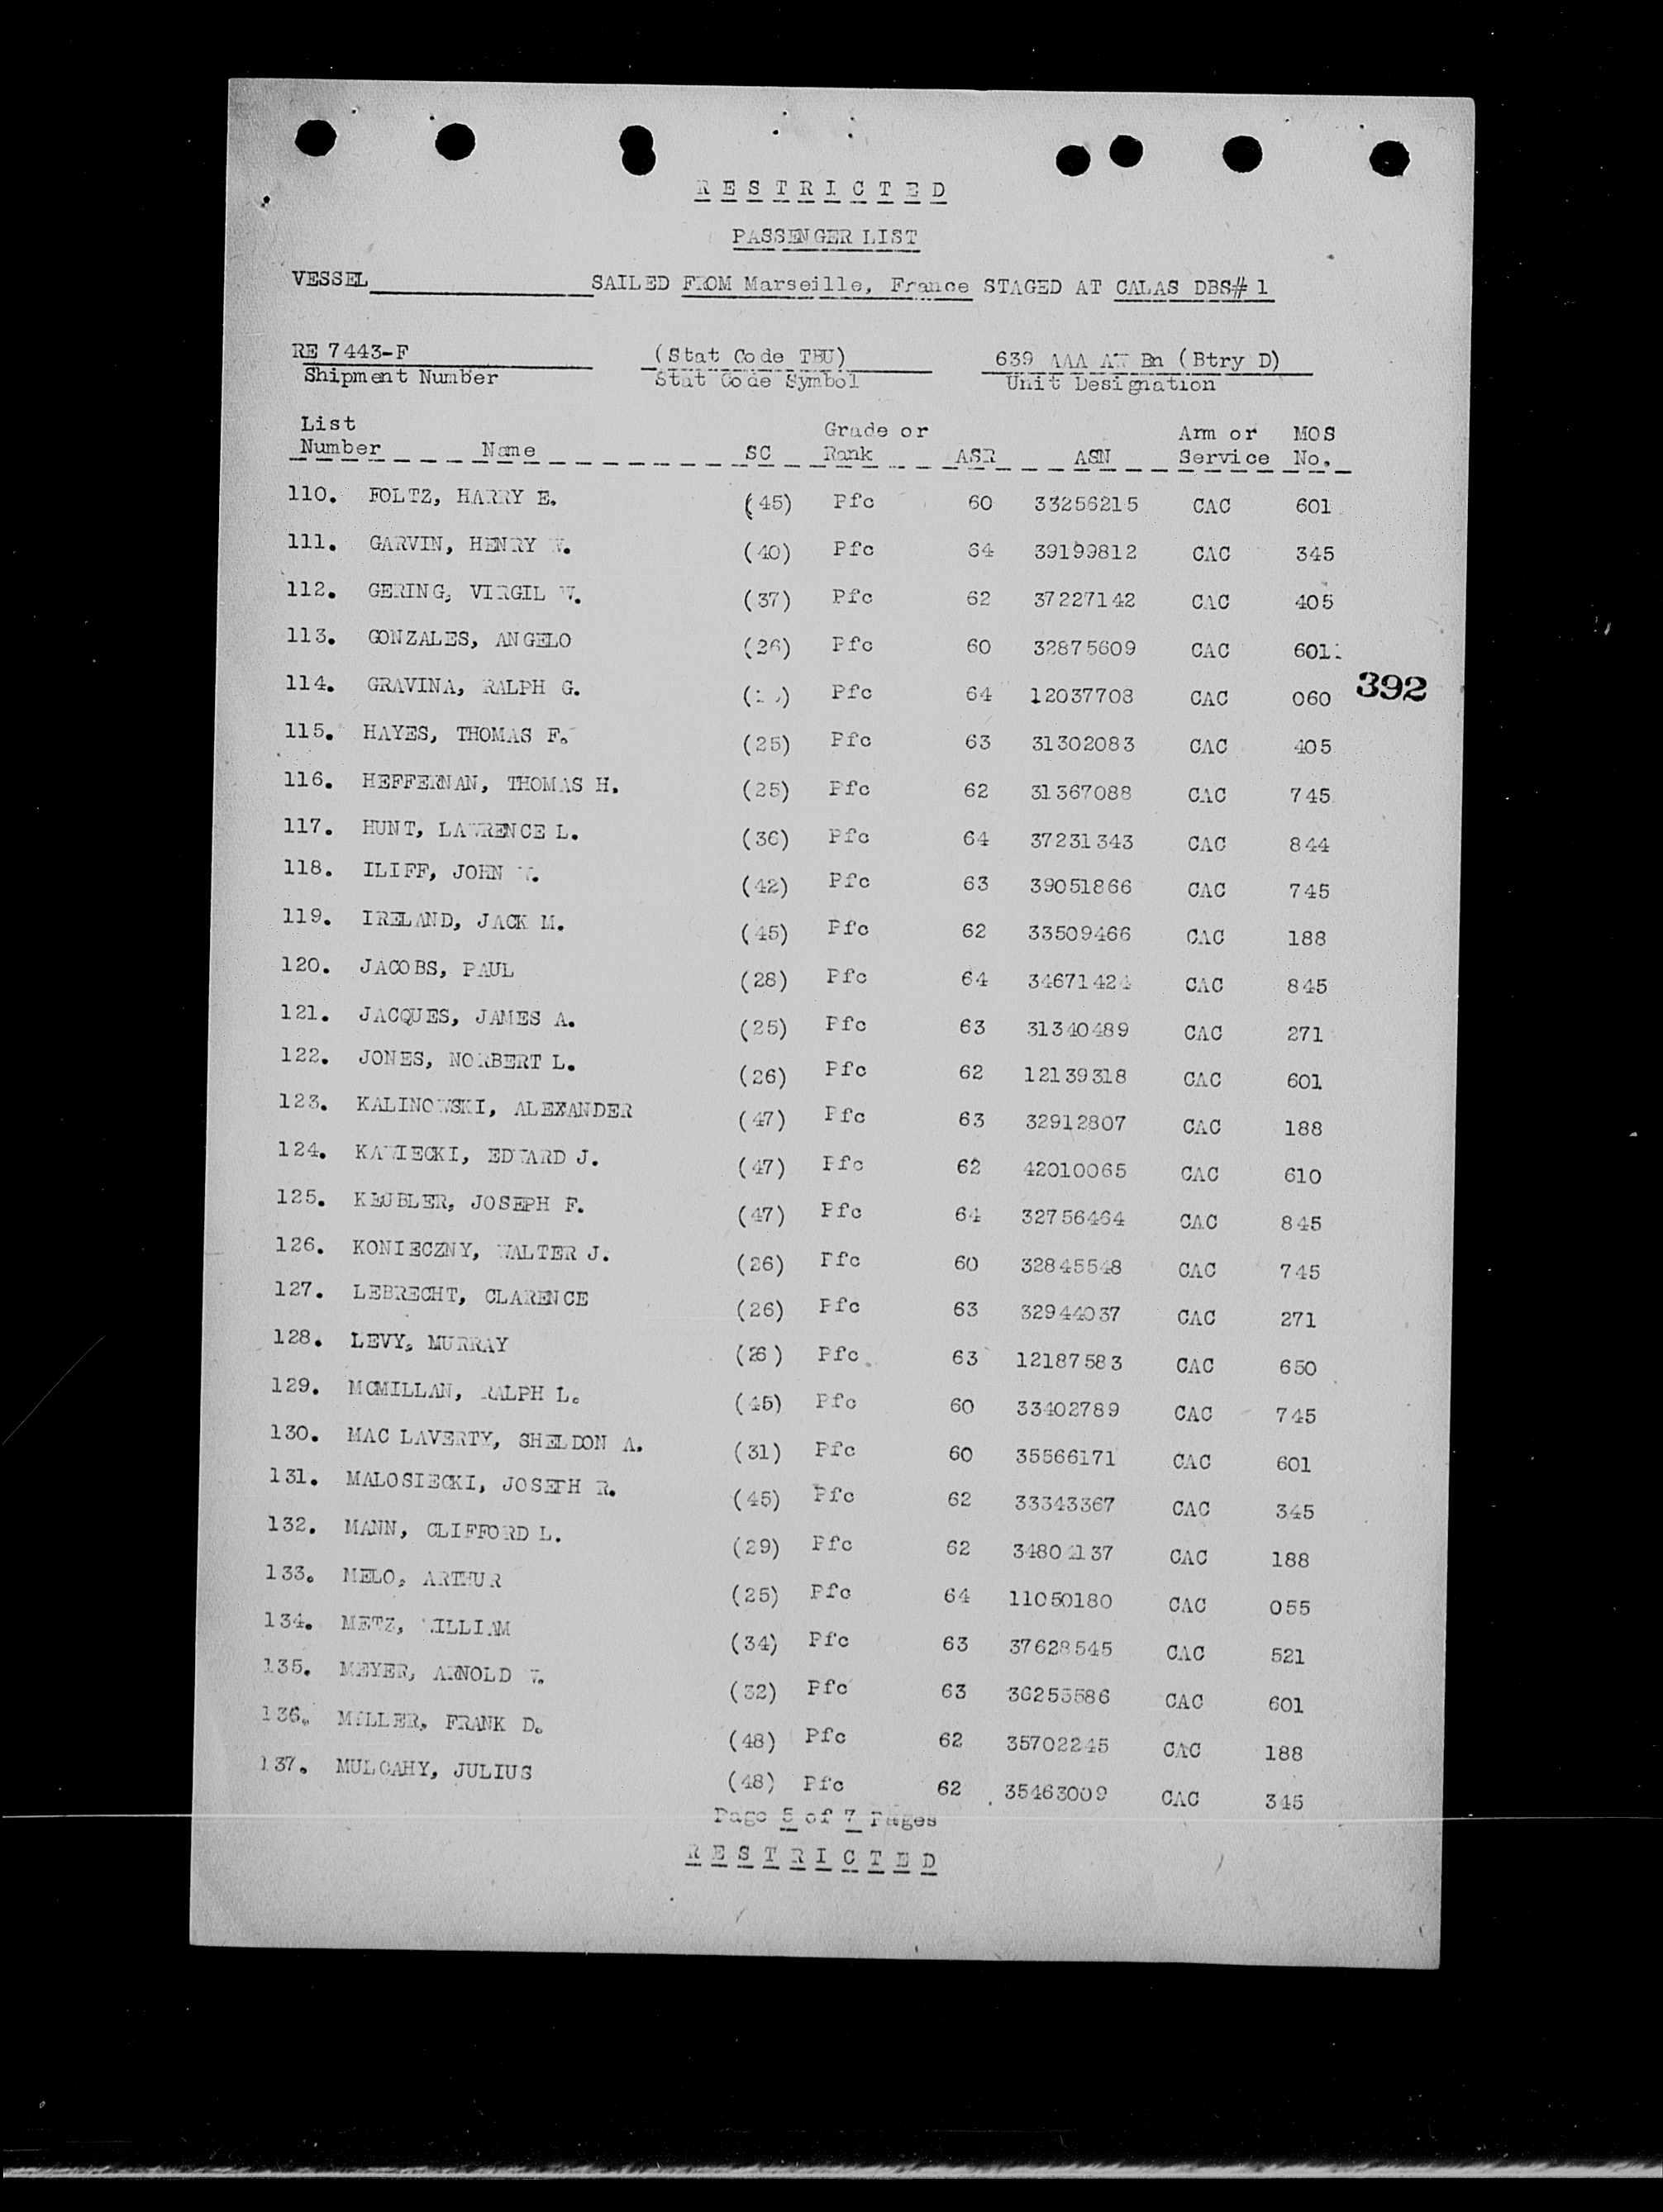 RESTRICTED
PASSENGER LIST
VESSEL SAILED FROM Marseille, France STAGED AT CALAS DBS# 1
RE 7443-F (Stat Code TBU) 639 AAA AW Bn (Btry D)
Shipment Number Stat Code Symbol Unit Designation
List Grade or Arm or MOS
Number Name SC Rank ASR ASN Service No.
110. FOLTZ, HARRY E. (45) Pfc 60 33256215 CAC 601
111. GARVIN, HENRY W. (40) Pfc 64 39199812 CAC 345
112. GERING, VIRGIL W. (37) Pfc 62 37227142 CAC 405
113. GONZALES, ANGELO (26) Pfc 60 32875609 CAC 601
114. GRAVINA, RALPH G. Pfc 64 12037708 CAC 060
392
115. HAYES, THOMAS F. (25) Pfc 63 31302083 CAC 405
116. HEFFERNAN, THOMAS H. (25) Pfc 62 31367088 CAC 745
117. HUNT, LAWRENCE L. (36) Pfc 64 37231343 CAC 844
118. ILIFF, JOHN W. (42) Pfc 63 39051866 CAC 745
119. IRELAND, JACK M. (45) Pfc 62 33509466 CAC 188
120. JACOBS, PAUL (28) Pfc 64 34671424 CAC 845
121. JACQUES, JAMES A. (25) Pfc 63 31340489 CAC 271
122. JONES, NORBERT L. (26) Pfc 62 12139318 CAC 601
123. KALINOWSKI, ALEXANDER (47) Pfc 63 32912807 CAC 188
124. KAWIECKI, EDWARD J. (47) Pfc 62 42010065 CAC 610
125. KEUBLER, JOSEPH F. (47) Pfc 64 32756464 CAC 845
126. KONIECZNY, WALTER J. (26) Pfc 60 32845548 CAC 745
127. LEBRECHT, CLARENCE (26) Pfc 63 32944037 CAC 271
128. LEVY, MURRAY (26) Pfc 63 12187583 CAC 650
129. MCMILLAN, RALPH L. (45) Pfc 60 33402789 CAC 745
130. MAC LAVERTY, SHELDON A. (31) Pfc 60 35566171 CAC 601
131. MALOSIECKI, JOSEPH R. (45) Pfc 62 33343367 CAC 345
132. MANN, CLIFFORD L. (29) Pfc 62 CAC 188
133. MELO, ARTHUR (25) Pfc 64 11050180 CAC 055
134. METZ, WILLIAM (34) Pfc 63 37628545 CAC 521
135. MEYER, ARNOLD W. (32) Pfc 63 36253586 CAC 601
136. MILLER, FRANK D. (48) Pfc 62 35702245 CAC 188
137. MULCAHY, JULIUS (48) Pfc 62 35463009 CAC 345
Page 5 of 7 Pages
RESTRICTED